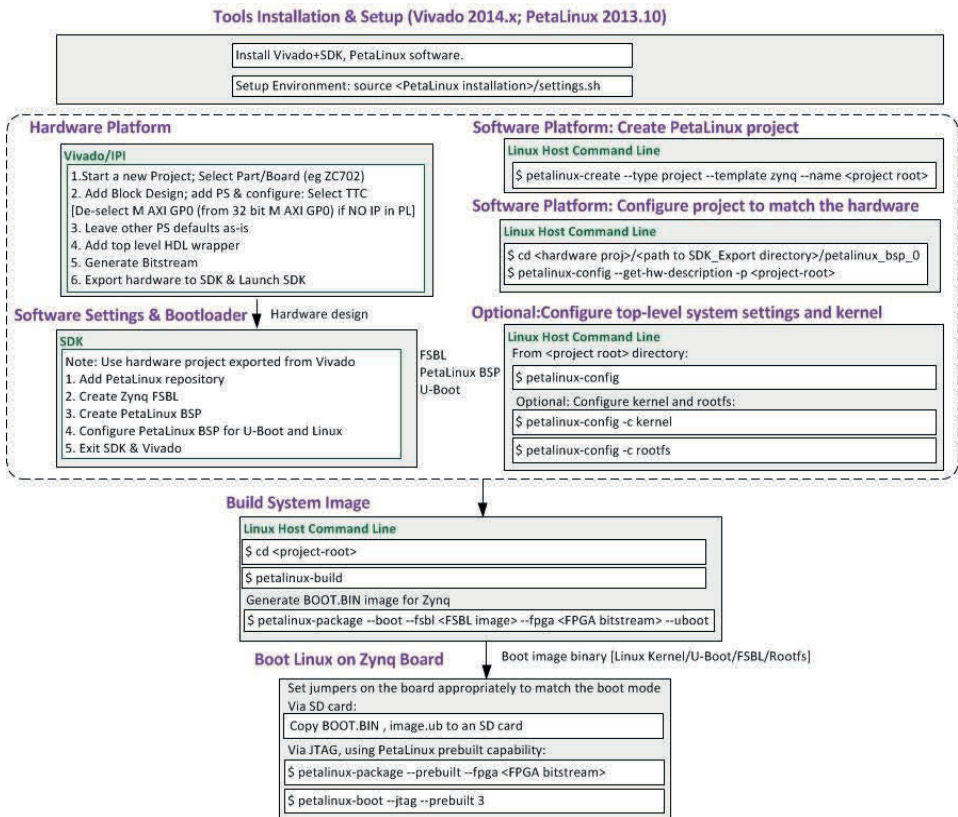 Tools Installation & Setup (Vivado 2014.x; PetaLinux 2013.10)
Install Vivado+SDK, PetaLinux software.
Setup Environment: source <PetaLinux installation>/settings.sh
Hardware Platform
Vivado/IPI
1.Start a new Project; Select Part/Board (eg ZC702)
2. Add Block Design; add PS & configure: Select TTC
[De-select M AXI GP0 (from 32 bit M AXI GP0) if NO IP in PL]
3. Leave other PS defaults as-is
4. Add top level HDL wrapper
5. Generate Bitstream
6. Export hardware to SDK & Launch SDK
Software Settings & Bootloader
Hardware design
SDK
Note: Use hardware project exported from Vivado
1. Add PetaLinux repository
2. Create Zynq FSBL
3. Create PetaLinux BSP
4. Configure PetaLinux BSP for U-Boot and Linux
5. Exit SDK & Vivado
FSBL
PetaLinux BSP
U-Boot
Software Platform: Create PetaLinux project
Linux Host Command Line
$ petalinux-create --type project --template zynq --name <project root>
Software Platform: Configure project to match the hardware
Linux Host Command Line
$ cd <hardware proj>/<path to SDK_Export directory>/petalinux_bsp_0
$ petalinux-config --get-hw-description -p <project-root>
Optional:Configure top-level system settings and kernel
Linux Host Command Line
From <project root> directory:
$ petalinux-config
Optional: Configure kernel and rootfs:
$ petalinux-config -c kernel
$ petalinux-config -c rootfs
Build System Image
Linux Host Command Line
$ cd <project-root>
$ petalinux-build
Generate BOOT.BIN image for Zynq
$ petalinux-package --boot --fsbl <FSBL image> --fpga <FPGA bitstream> --uboot
Boot Linux on Zynq Board
Boot image binary [Linux Kernel/U-Boot/FSBL/Rootfs]
Set jumpers on the board appropriately to match the boot mode
Via SD card:
Copy BOOT.BIN , image.ub to an SD card
Via JTAG, using PetaLinux prebuilt capability:
$ petalinux-package --prebuilt --fpga <FPGA bitstream>
$ petalinux-boot --jtag --prebuilt 3